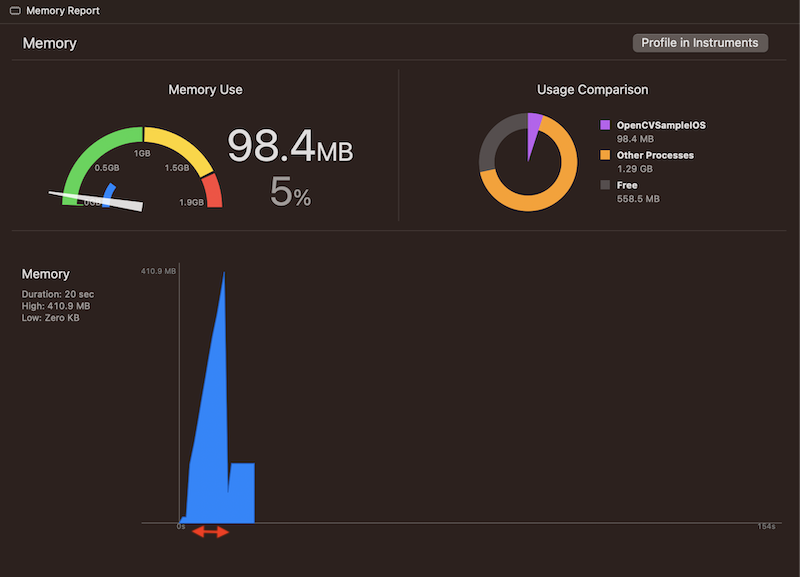 Memory Report
Memory
Profile in Instruments
Memory Use
0GB
0.5GB
1GB
1.5GB
1.9GB
98.4MB
5%
Usage Comparison
OpenCVSampleIOS
98.4 MB
Other Processes
1.29 GB
Free
558.5 MB
Memory
Duration: 20 sec
High: 410.9 MB
Low: Zero KB
410.9 MB
0s
154s